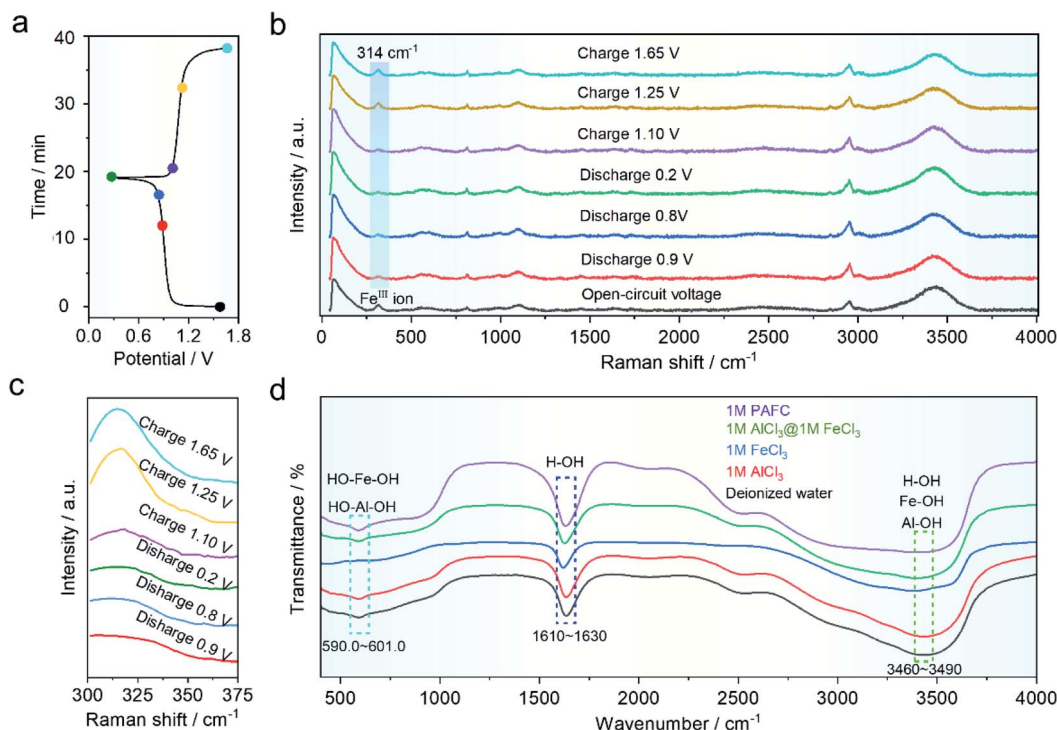 a
40
30
20
10
0
Time / min
0.0
0.6
1.2
1.8
Potential / V
b
314 cm⁻¹
Charge 1.65 V
Charge 1.25 V
Charge 1.10 V
Discharge 0.2 V
Discharge 0.8V
Discharge 0.9 V
Feᴵᴵᴵ ion
Open-circuit voltage
Intensity / a.u.
0
500
1000
1500
2000
2500
3000
3500
4000
Raman shift / cm⁻¹
c
Charge 1.65 V
Charge 1.25 V
Charge 1.10 V
Disharge 0.2 V
Disharge 0.8 V
Disharge 0.9 V
Intensity / a.u.
300
325
350
375
Raman shift / cm⁻¹
d
1M PAFC
1M AlCl₃@1M FeCl₃
1M FeCl₃
1M AlCl₃
Deionized water
HO-Fe-OH
HO-Al-OH
H-OH
H-OH
Fe-OH
Al-OH
590.0~601.0
1610~1630
3460~3490
Transmittance / %
500
1000
1500
2000
2500
3000
3500
4000
Wavenumber / cm⁻¹